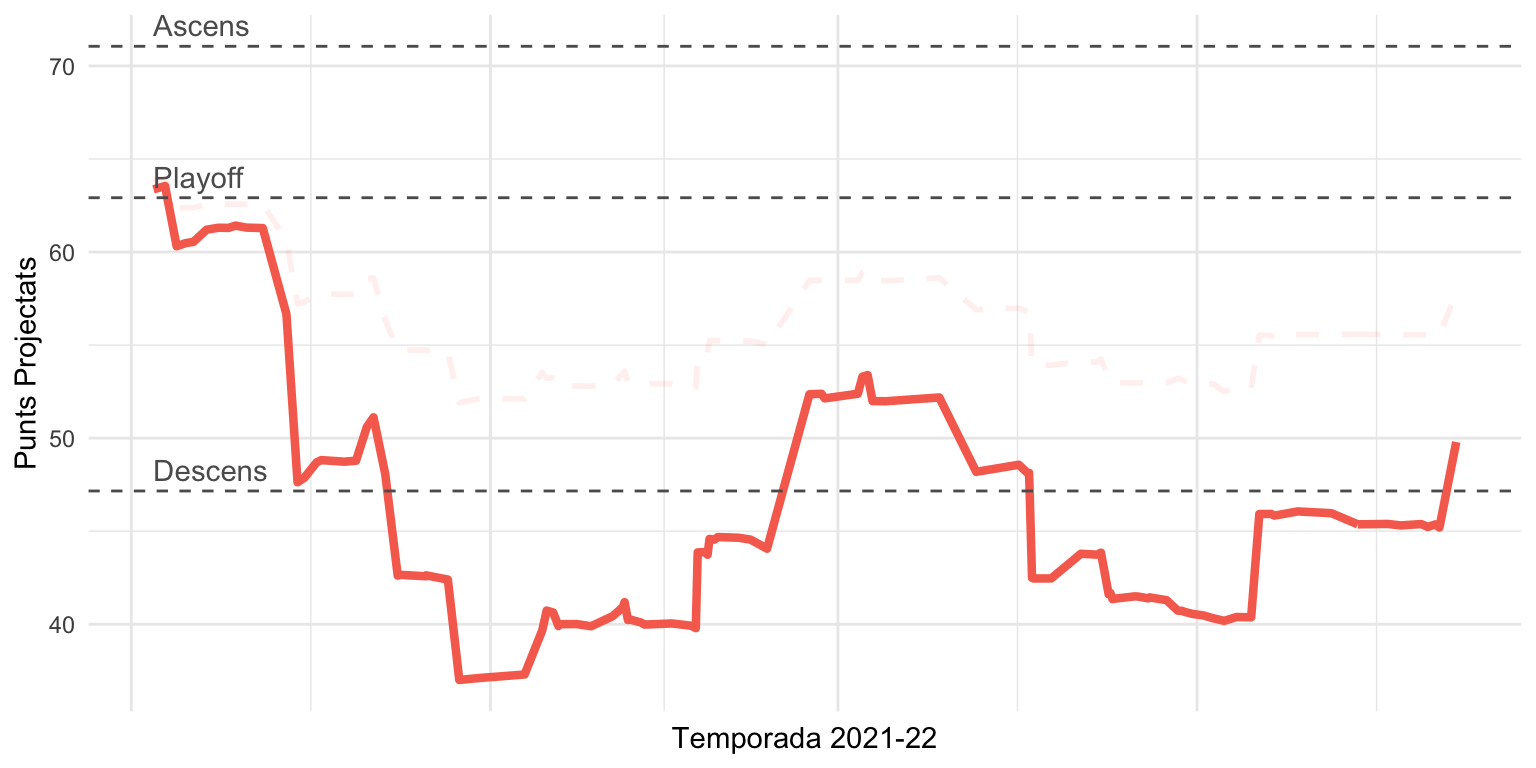 Ascens
70
Playoff
60
Punts Projectats
50
Descens
40
Temporada 2021-22